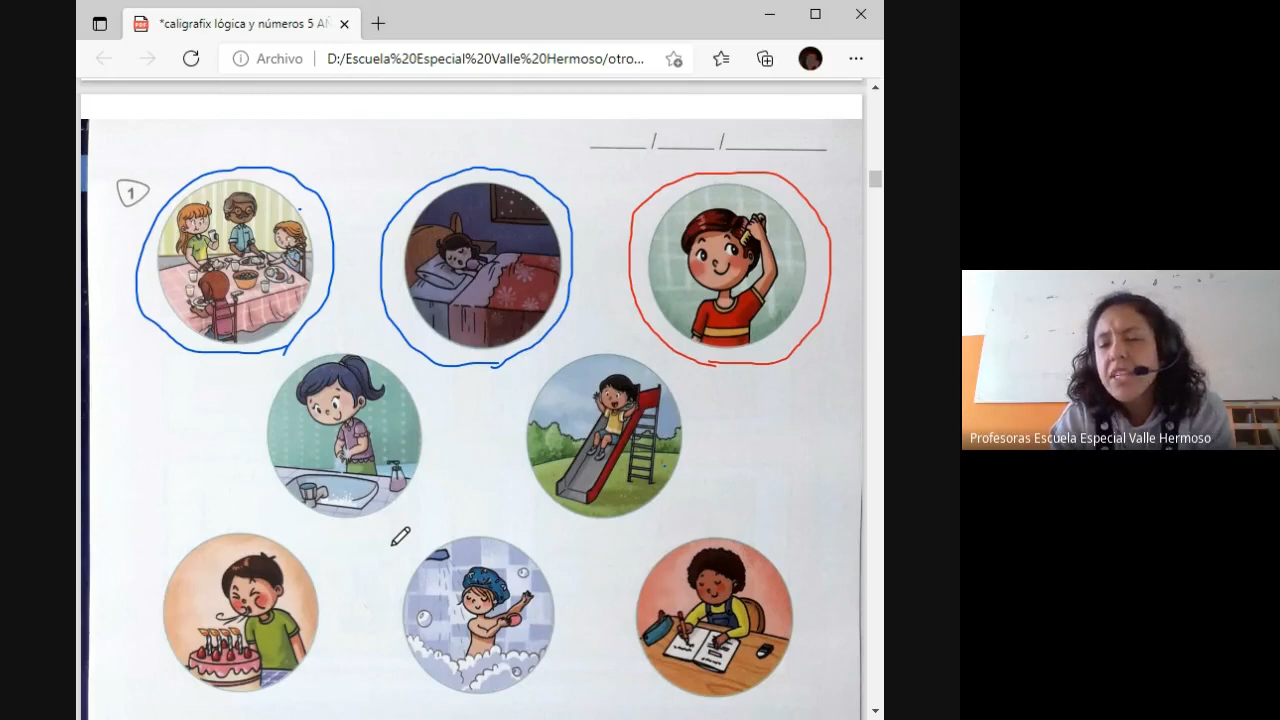 *caligrafix lógica y números 5 AÑ
Archivo
D:/Escuela%20Especial%20Valle%20Hermoso/otro...
___/___/___
1
Profesoras Escuela Especial Valle Hermoso